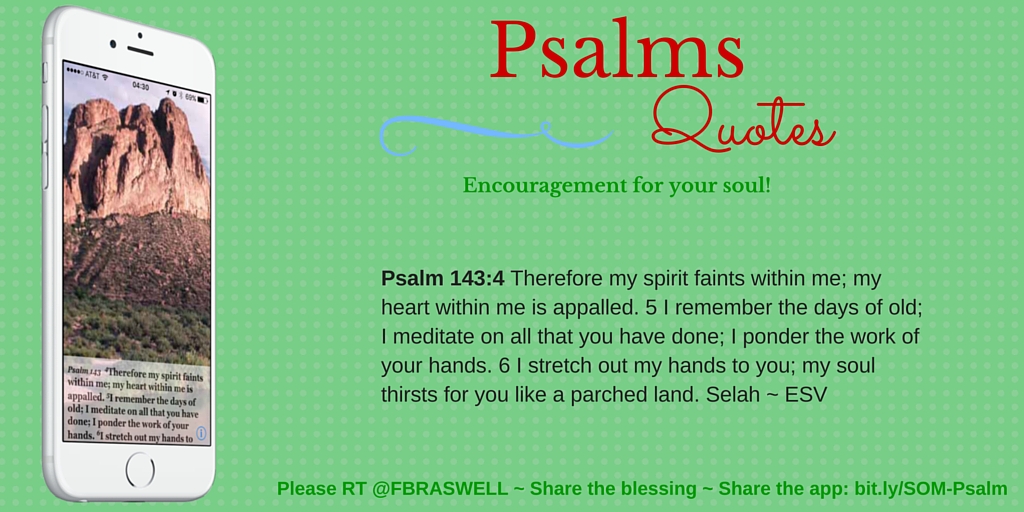 ●●●●○ AT&T
04:30
69%
Psalm 143 ⁴Therefore my spirit faints
within me; my heart within me is
appalled. ⁵I remember the days of
old; I meditate on all that you have
done; I ponder the work of your
hands. ⁶I stretch out my hands to
Psalms
Quotes
Encouragement for your soul!
Psalm 143:4 Therefore my spirit faints within me; my
heart within me is appalled. 5 I remember the days of old;
I meditate on all that you have done; I ponder the work of
your hands. 6 I stretch out my hands to you; my soul
thirsts for you like a parched land. Selah ~ ESV
Please RT @FBRASWELL ~ Share the blessing ~ Share the app: bit.ly/SOM-Psalm